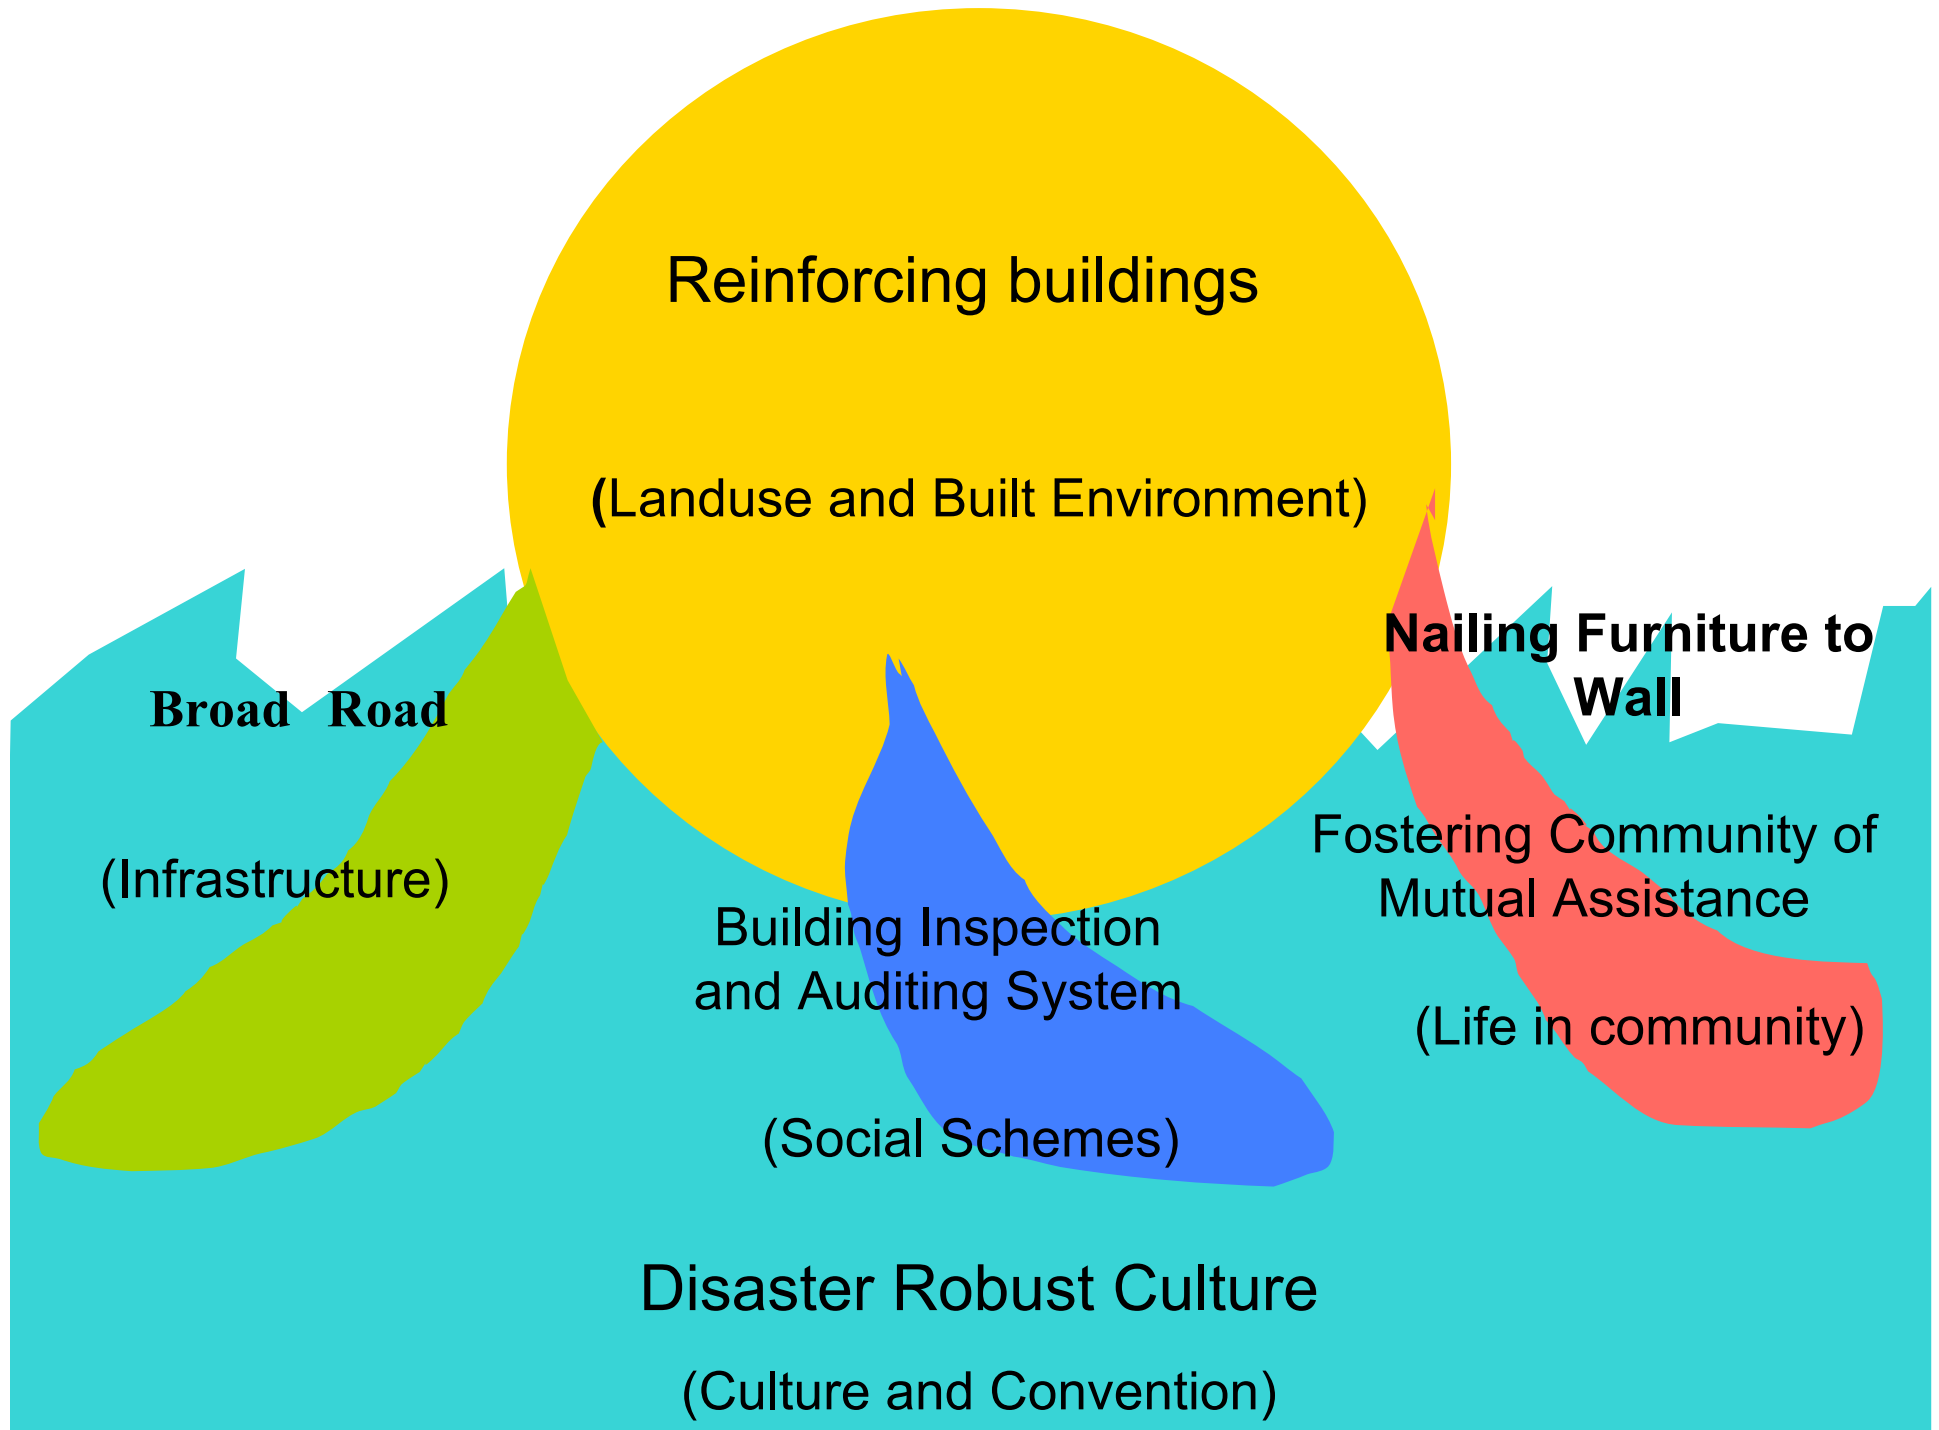 Reinforcing buildings
(Landuse and Built Environment)
Nailing Furniture to
Wall
Broad Road
Fostering Community of
Mutual Assistance
(Infrastructure)
Building Inspection
and Auditing System
(Life in community)
(Social Schemes)
Disaster Robust Culture
(Culture and Convention)